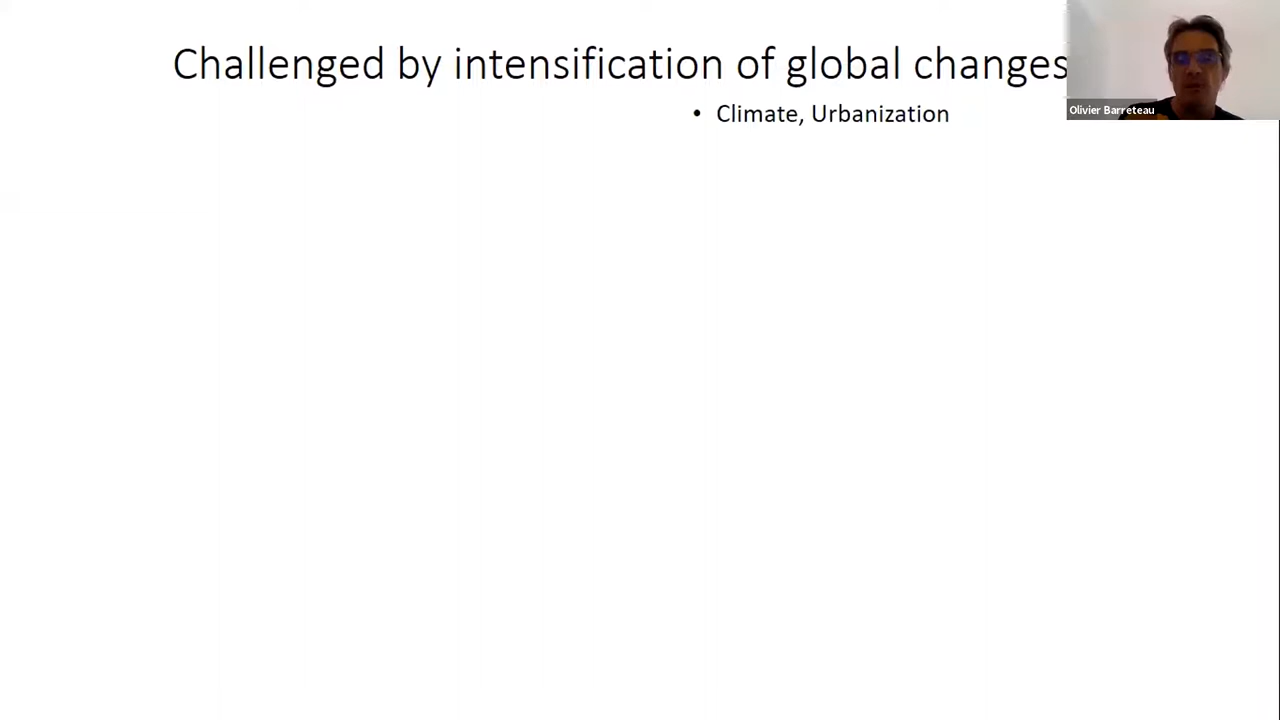 Challenged by intensification of global changes
• Climate, Urbanization
Olivier Barreteau